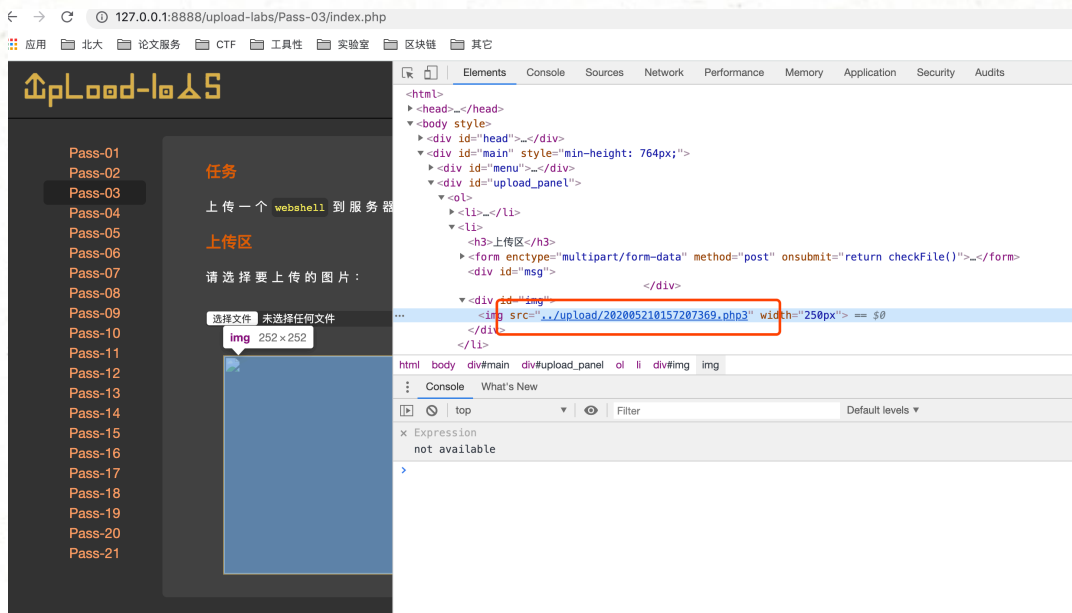 127.0.0.1:8888/upload-labs/Pass-03/index.php
应用 北大 论文服务 CTF 工具性 实验室 区块链 其它
UpLoad-labs
Pass-01
Pass-02
Pass-03
Pass-04
Pass-05
Pass-06
Pass-07
Pass-08
Pass-09
Pass-10
Pass-11
Pass-12
Pass-13
Pass-14
Pass-15
Pass-16
Pass-17
Pass-18
Pass-19
Pass-20
Pass-21
任务
上传一个 webshell 到服务器
上传区
请选择要上传的图片：
选择文件 未选择任何文件
img 252 × 252
Elements Console Sources Network Performance Memory Application Security Audits
<html>
<head>…</head>
<body style>
<div id="head">…</div>
<div id="main" style="min-height: 764px;">
<div id="menu">…</div>
<div id="upload_panel">
<ol>
<li>…</li>
<li>
<h3>上传区</h3>
<form enctype="multipart/form-data" method="post" onsubmit="return checkFile()">…</form>
<div id="msg">
</div>
<div id="img">
… <img src="../upload/202005210157207369.php3" width="250px"> == $0
</div>
</li>
html body div#main div#upload_panel ol li div#img img
Console What's New
top Filter Default levels ▼
× Expression
not available